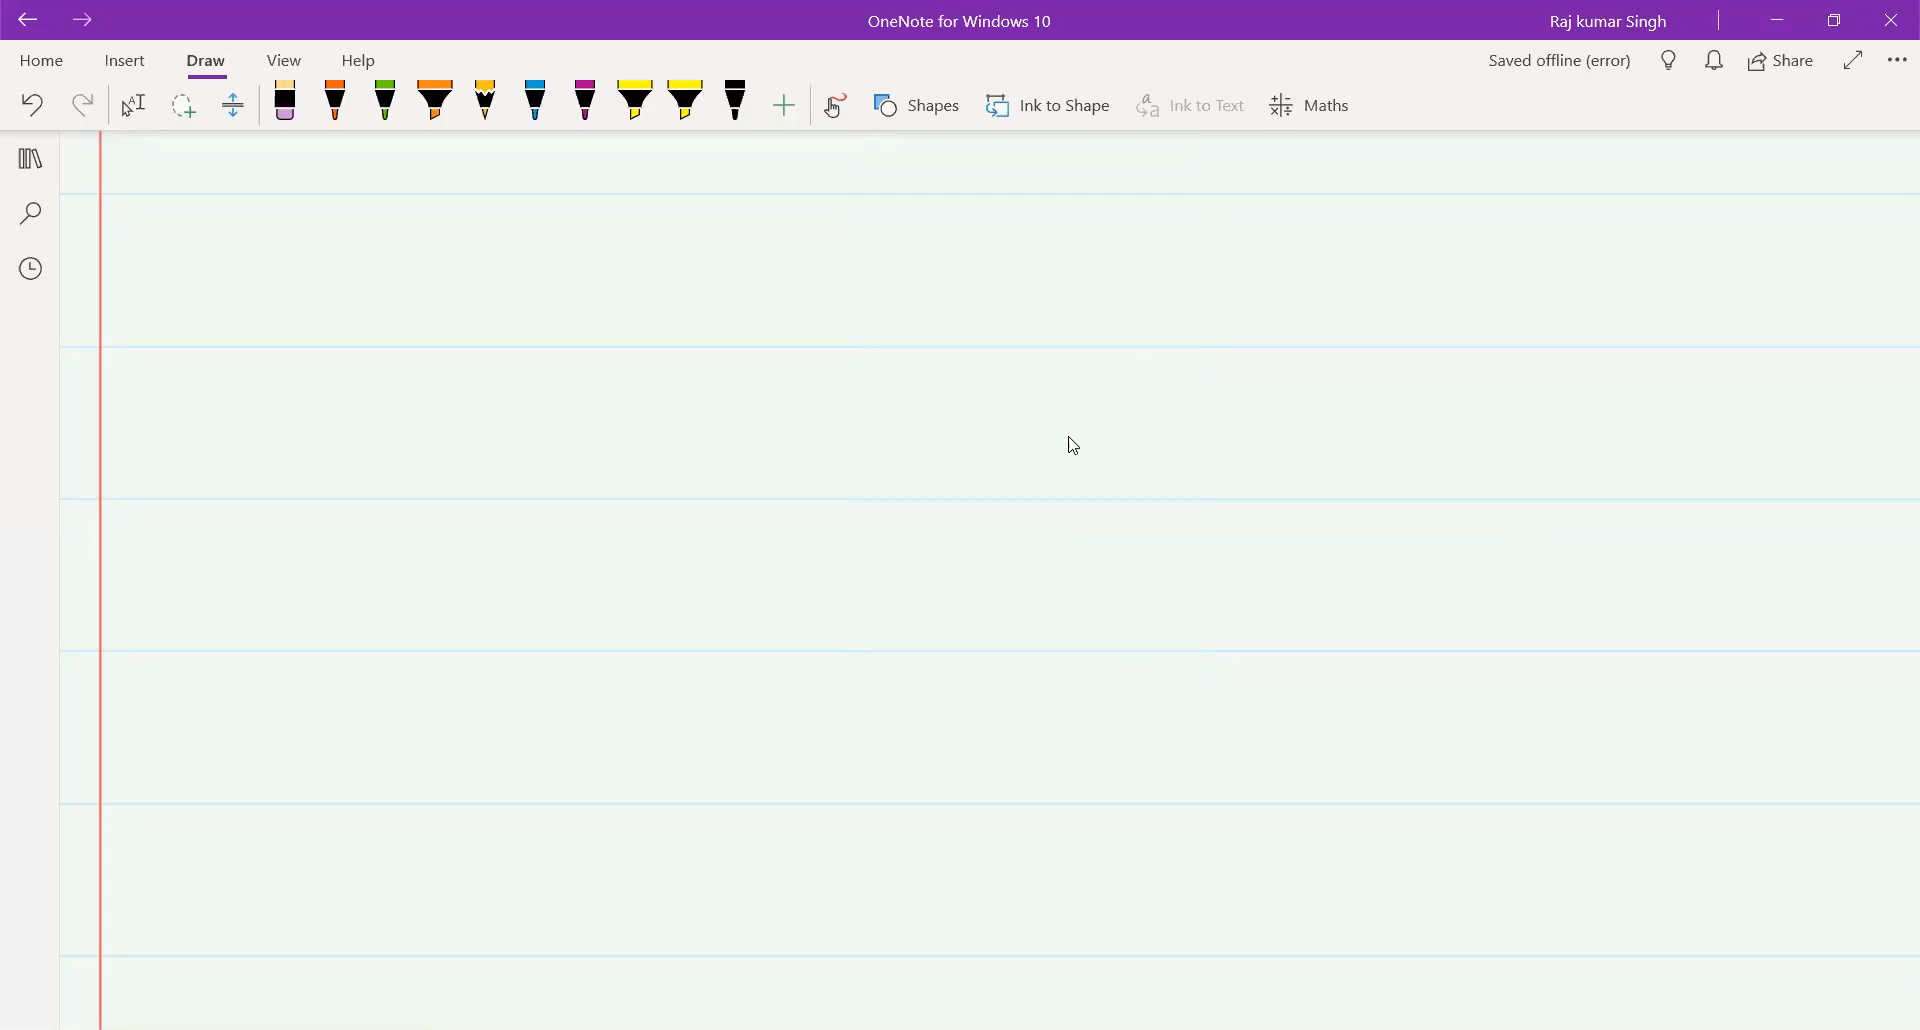 OneNote for Windows 10
Raj kumar Singh
Home Insert Draw View Help
Saved offline (error) Share
Shapes Ink to Shape Ink to Text Maths